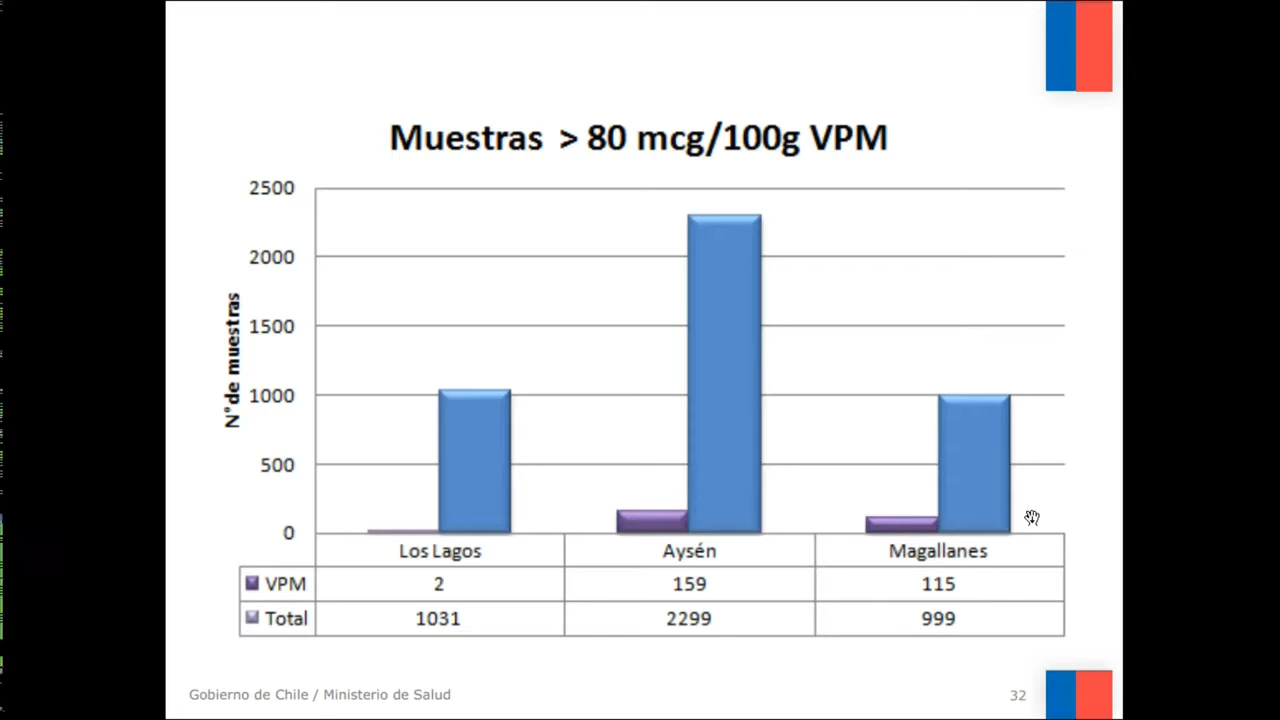 Muestras > 80 mcg/100g VPM
2500
2000
1500
1000
500
0
N°de muestras
Los Lagos Aysén Magallanes
VPM 2 159 115
Total 1031 2299 999
Gobierno de Chile / Ministerio de Salud 32